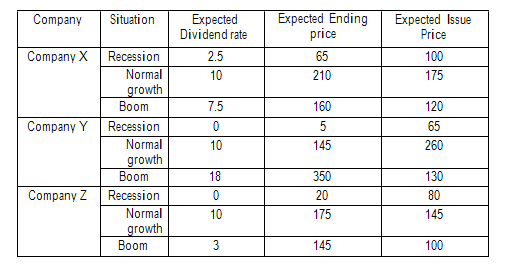 Company Situation Expected Dividend rate Expected Ending price Expected Issue Price
Company X Recession 2.5 65 100
Normal growth 10 210 175
Boom 7.5 160 120
Company Y Recession 0 5 65
Normal growth 10 145 260
Boom 18 350 130
Company Z Recession 0 20 80
Normal growth 10 175 145
Boom 3 145 100